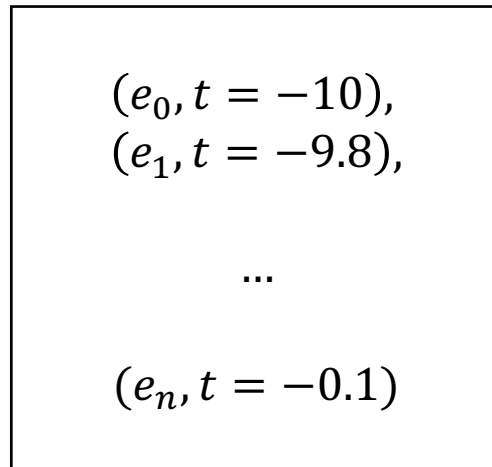 (e₀, t = −10),
(e₁, t = −9.8),
...
(eₙ, t = −0.1)